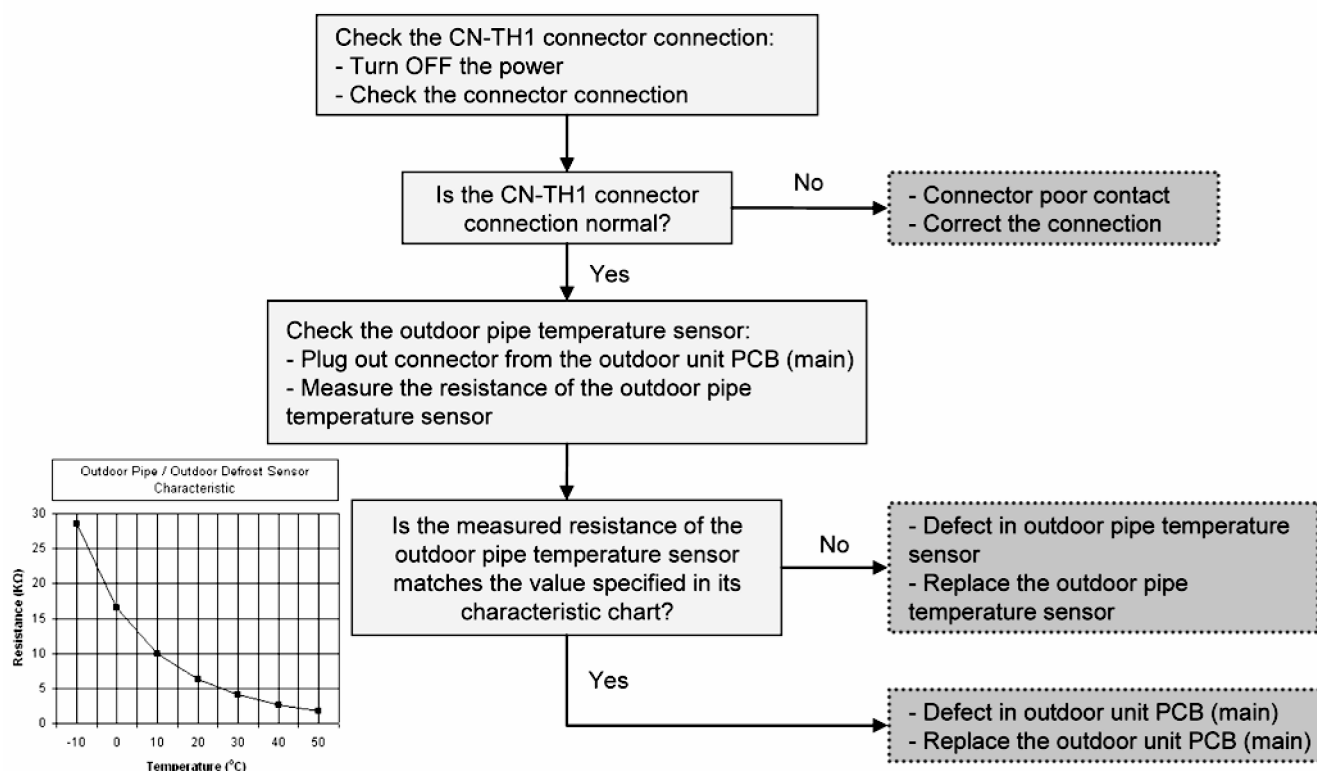 Check the CN-TH1 connector connection:
- Turn OFF the power
- Check the connector connection
Is the CN-TH1 connector
connection normal?
No
- Connector poor contact
- Correct the connection
Yes
Check the outdoor pipe temperature sensor:
- Plug out connector from the outdoor unit PCB (main)
- Measure the resistance of the outdoor pipe
temperature sensor
Outdoor Pipe / Outdoor Defrost Sensor
Characteristic
Resistance (KΩ)
30
25
20
15
10
5
0
-10 0 10 20 30 40 50
Temperature (⁰C)
Is the measured resistance of the
outdoor pipe temperature sensor
matches the value specified in its
characteristic chart?
No
- Defect in outdoor pipe temperature
sensor
- Replace the outdoor pipe
temperature sensor
Yes
- Defect in outdoor unit PCB (main)
- Replace the outdoor unit PCB (main)